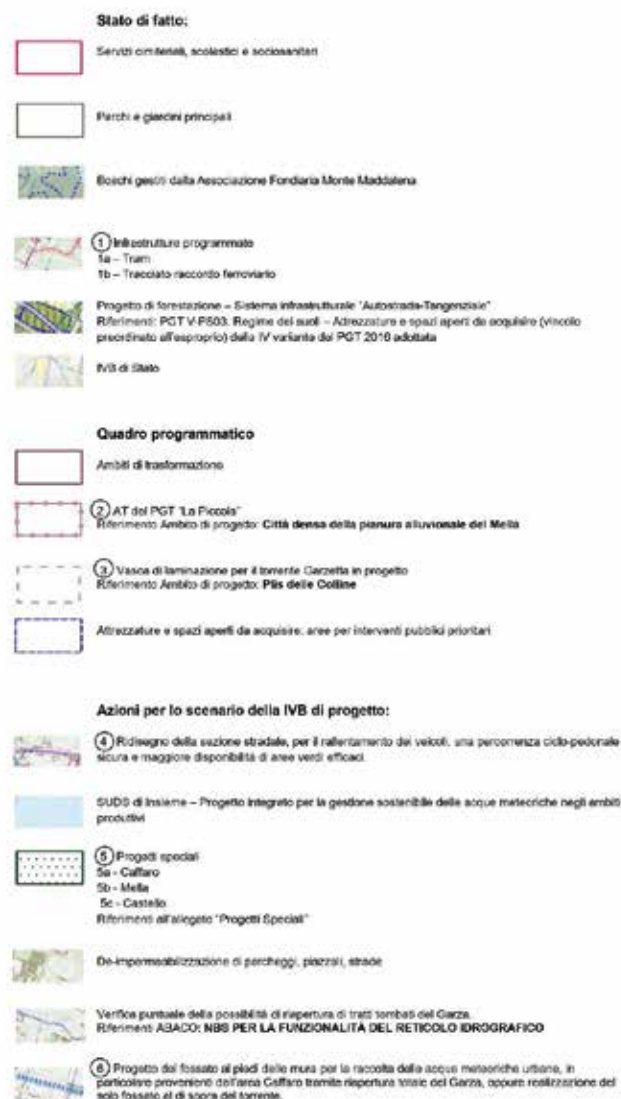 Stato di fatto:
Servizi cimiteriali, scolastici e sociosanitari
Parchi e giardini principali
Boschi gestiti dalla Associazione Fondiaria Monte Maddalena
1 Infrastrutture programmate
1a – Tram
1b – Tracciato raccordo ferroviario
Progetto di forestazione – Sistema infrastrutturale "Autostrada-Tangenziale"
Riferimenti: PGT V-PS03. Regime dei suoli – Attrezzature e spazi aperti da acquisire (vincolo
preordinato all'esproprio) della IV variante del PGT 2016 adottata
IVB di Stato
Quadro programmatico
Ambiti di trasformazione
2 AT del PGT "La Piccola"
Riferimento Ambito di progetto: Città densa della pianura alluvionale del Mella
3 Vasca di laminazione per il torrente Garzetta in progetto
Riferimento Ambito di progetto: Plis delle Colline
Attrezzature e spazi aperti da acquisire: aree per interventi pubblici prioritari
Azioni per lo scenario della IVB di progetto:
4 Ridisegno della sezione stradale, per il rallentamento dei veicoli, una percorrenza ciclo-pedonale
sicura e maggiore disponibilità di aree verdi efficaci.
SUDS di Insieme – Progetto integrato per la gestione sostenibile delle acque meteoriche negli ambiti
produttivi
5 Progetti speciali
5a - Caffaro
5b - Mella
5c - Castello
Riferimenti all'allegato "Progetti Speciali"
De-impermeabilizzazione di parcheggi, piazzali, strade
Verifica puntuale della possibilità di riapertura di tratti tombati del Garza.
Riferimenti ABACO: NBS PER LA FUNZIONALITÀ DEL RETICOLO IDROGRAFICO
6 Progetto del fossato ai piedi delle mura per la raccolta delle acque meteoriche urbane, in
particolare provenienti dall'area Caffaro tramite riapertura totale del Garza, oppure realizzazione del
solo fossato al di sopra del torrente.